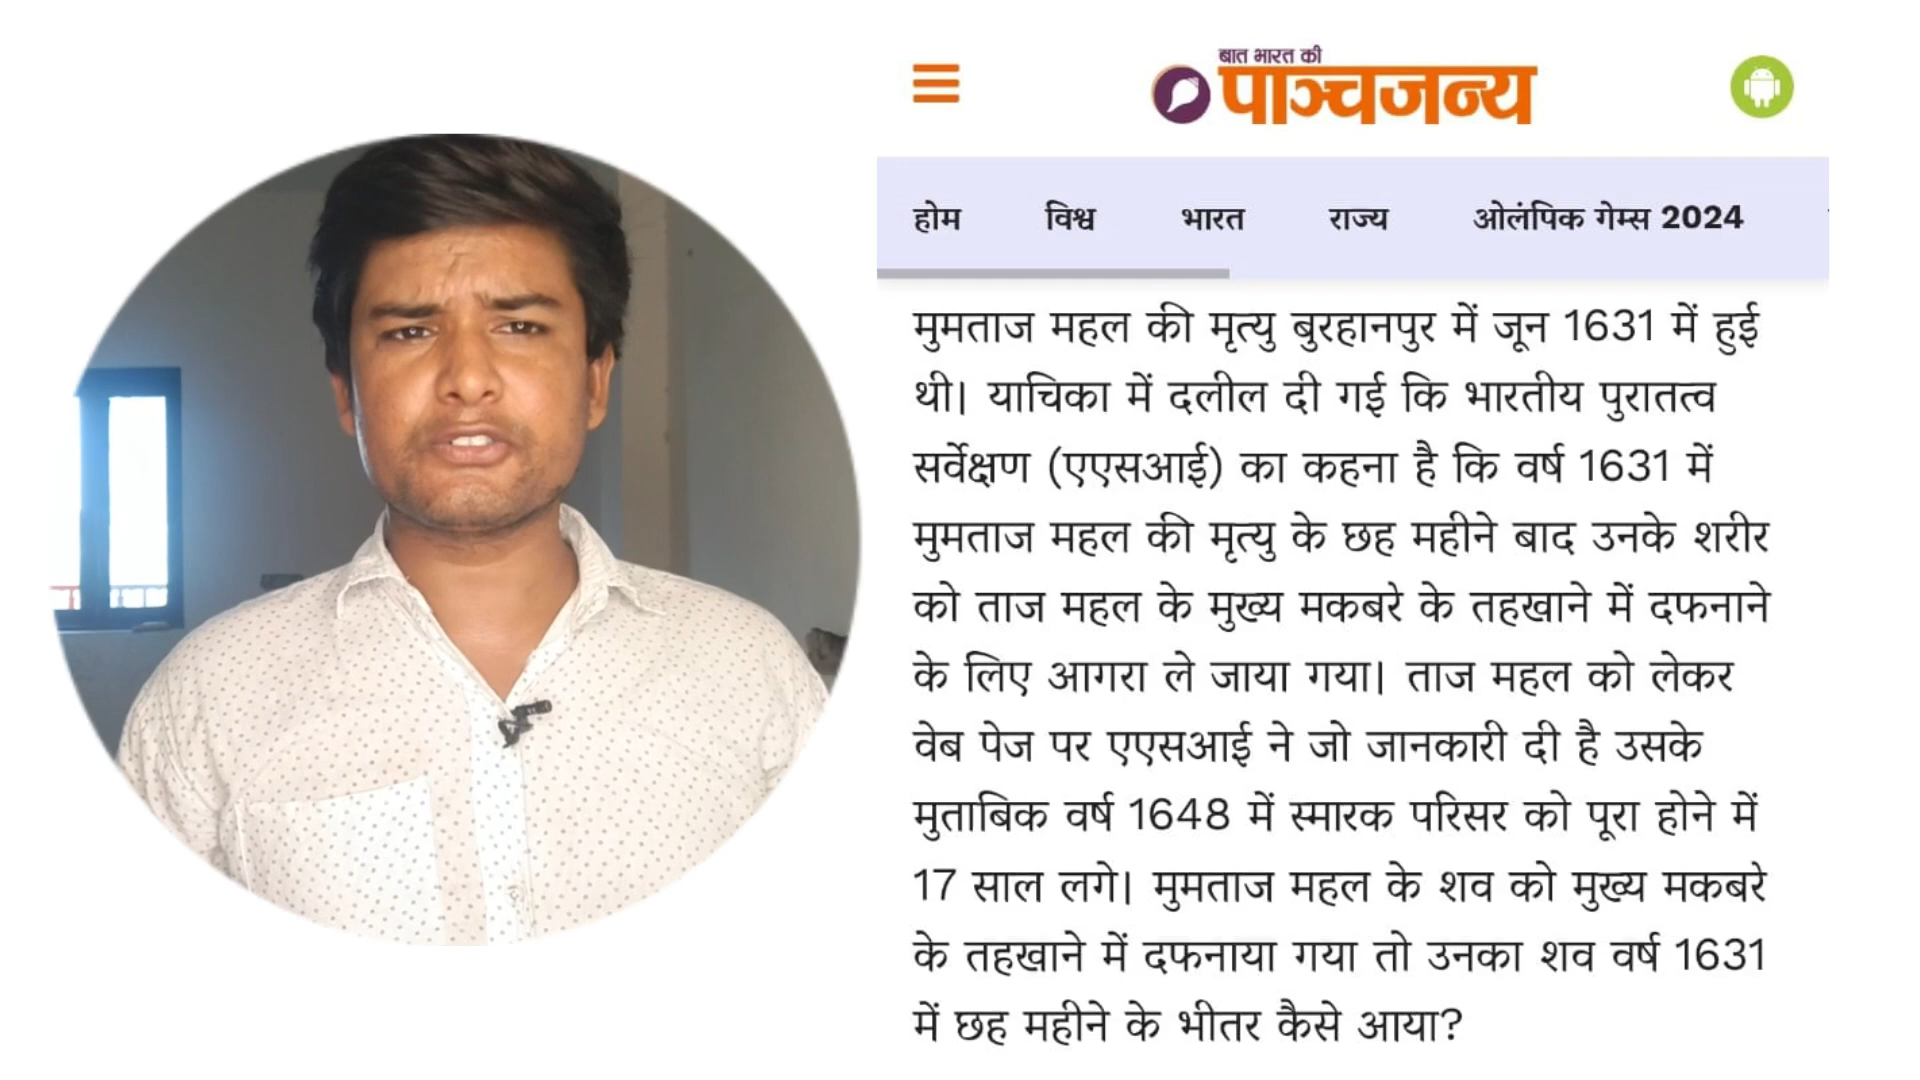 बात भारत की
पाञ्चजन्य
होम विश्व भारत राज्य ओलंपिक गेम्स 2024
मुमताज महल की मृत्यु बुरहानपुर में जून 1631 में हुई
थी। याचिका में दलील दी गई कि भारतीय पुरातत्व
सर्वेक्षण (एएसआई) का कहना है कि वर्ष 1631 में
मुमताज महल की मृत्यु के छह महीने बाद उनके शरीर
को ताज महल के मुख्य मकबरे के तहखाने में दफनाने
के लिए आगरा ले जाया गया। ताज महल को लेकर
वेब पेज पर एएसआई ने जो जानकारी दी है उसके
मुताबिक वर्ष 1648 में स्मारक परिसर को पूरा होने में
17 साल लगे। मुमताज महल के शव को मुख्य मकबरे
के तहखाने में दफनाया गया तो उनका शव वर्ष 1631
में छह महीने के भीतर कैसे आया?